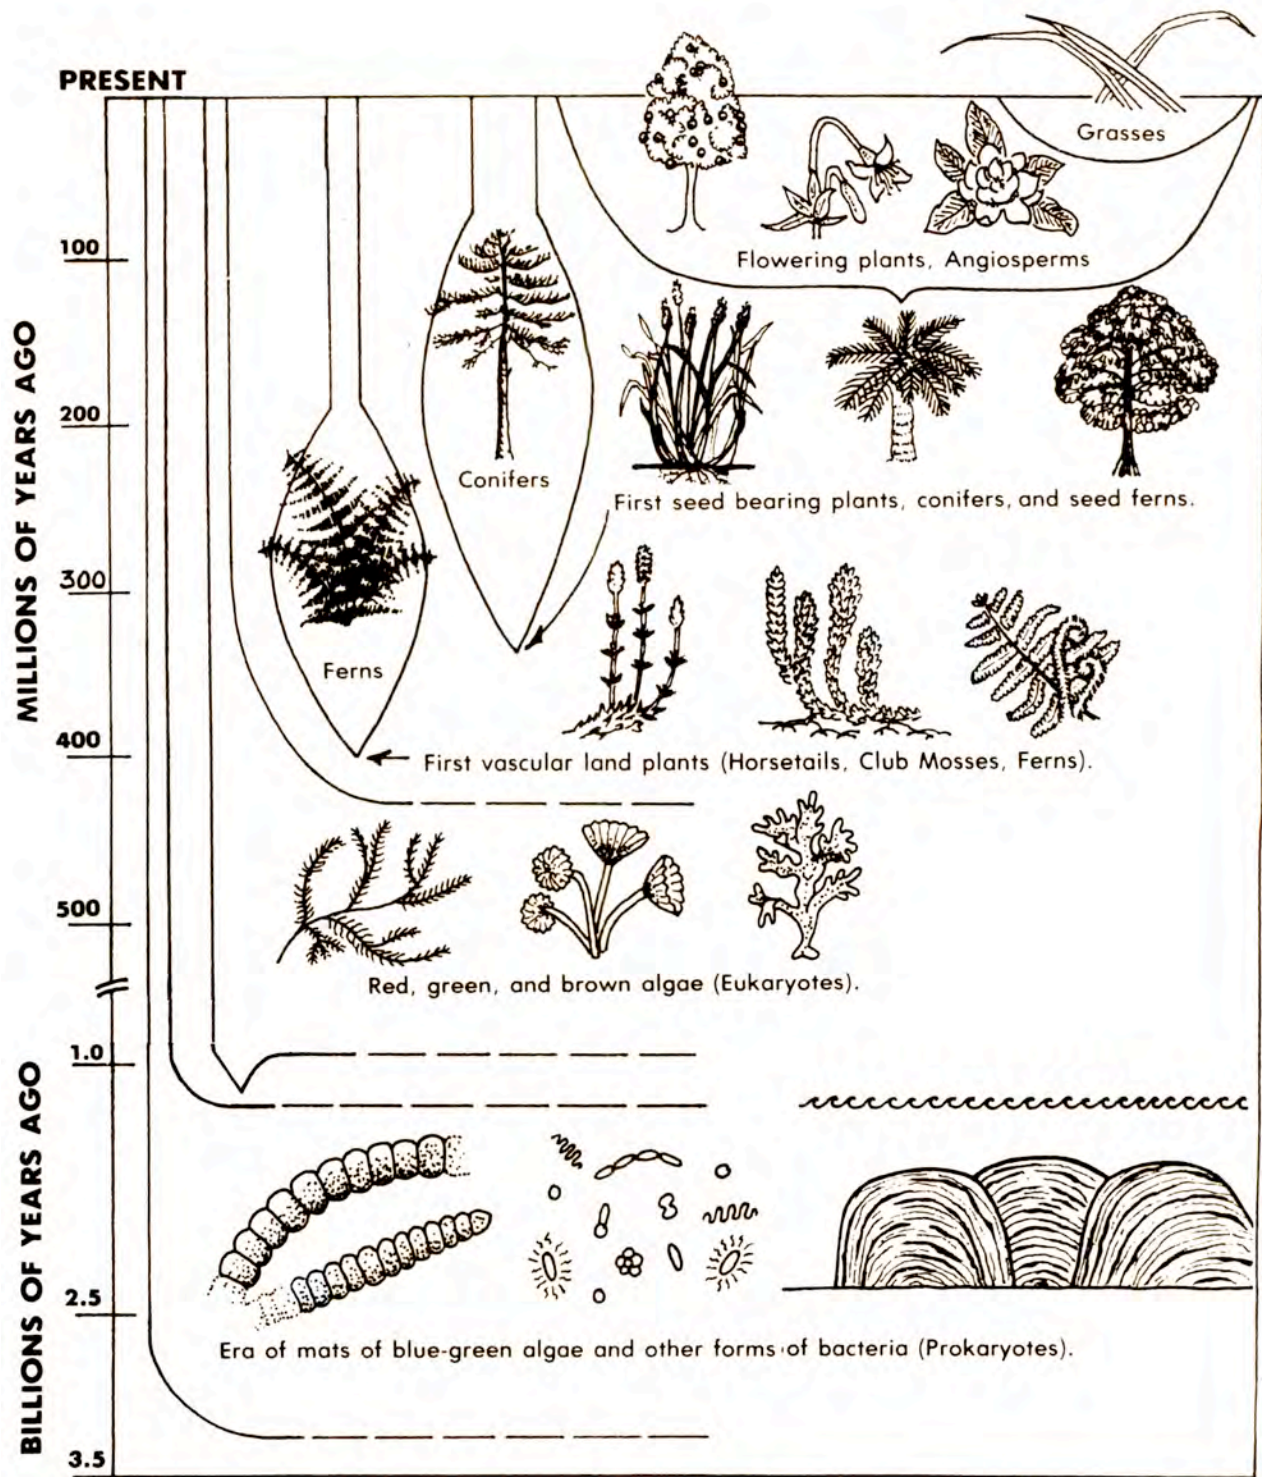 PRESENT
Grasses
100
Flowering plants, Angiosperms
MILLIONS OF YEARS AGO
200
Conifers
First seed bearing plants, conifers, and seed ferns.
300
Ferns
400
First vascular land plants (Horsetails, Club Mosses, Ferns).
500
Red, green, and brown algae (Eukaryotes).
1.0
BILLIONS OF YEARS AGO
2.5
Era of mats of blue-green algae and other forms of bacteria (Prokaryotes).
3.5